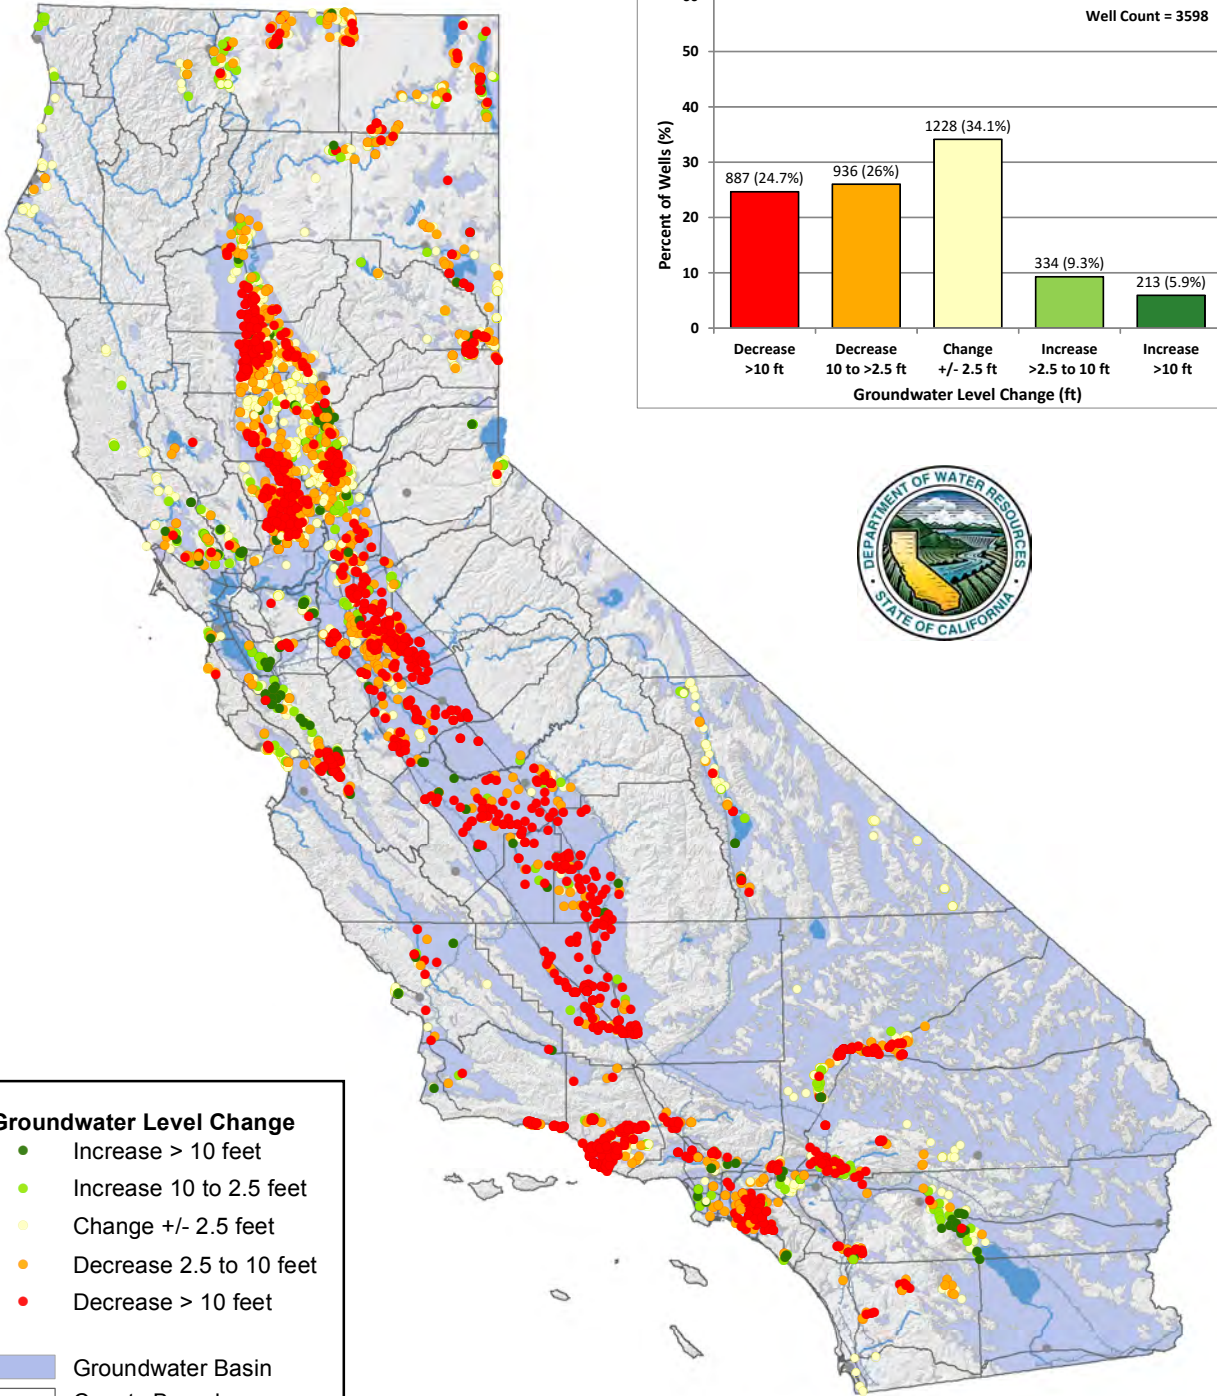 Well Count = 3598
50
40
30
20
10
0
Percent of Wells (%)
887 (24.7%)
936 (26%)
1228 (34.1%)
334 (9.3%)
213 (5.9%)
Decrease
>10 ft
Decrease
10 to >2.5 ft
Change
+/- 2.5 ft
Increase
>2.5 to 10 ft
Increase
>10 ft
Groundwater Level Change (ft)
DEPARTMENT OF WATER RESOURCES
STATE OF CALIFORNIA
Groundwater Level Change
Increase > 10 feet
Increase 10 to 2.5 feet
Change +/- 2.5 feet
Decrease 2.5 to 10 feet
Decrease > 10 feet
Groundwater Basin